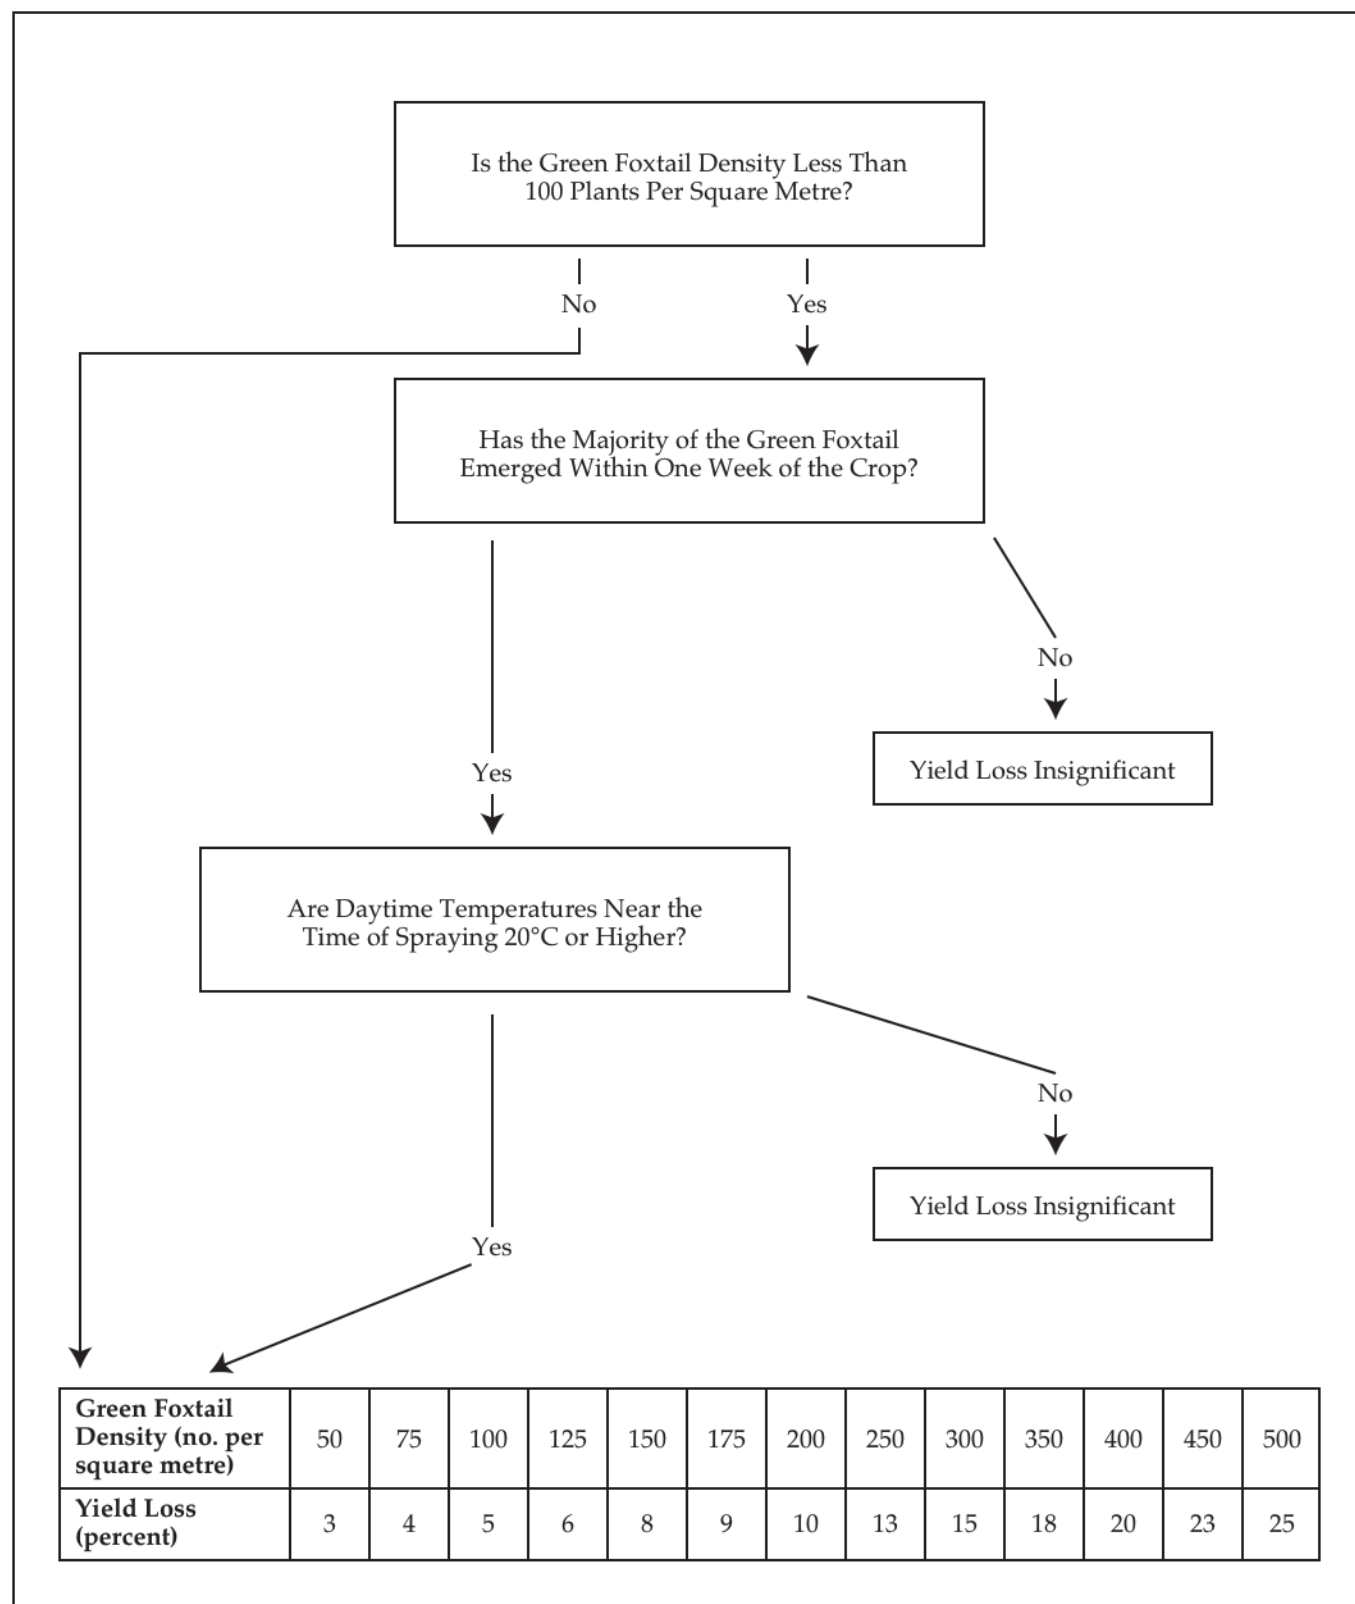 Is the Green Foxtail Density Less Than
100 Plants Per Square Metre?
No
Yes
Has the Majority of the Green Foxtail
Emerged Within One Week of the Crop?
No
Yes
Yield Loss Insignificant
Are Daytime Temperatures Near the
Time of Spraying 20°C or Higher?
No
Yes
Yield Loss Insignificant
Green Foxtail
Density (no. per
square metre)
50 75 100 125 150 175 200 250 300 350 400 450 500
Yield Loss
(percent)
3 4 5 6 8 9 10 13 15 18 20 23 25